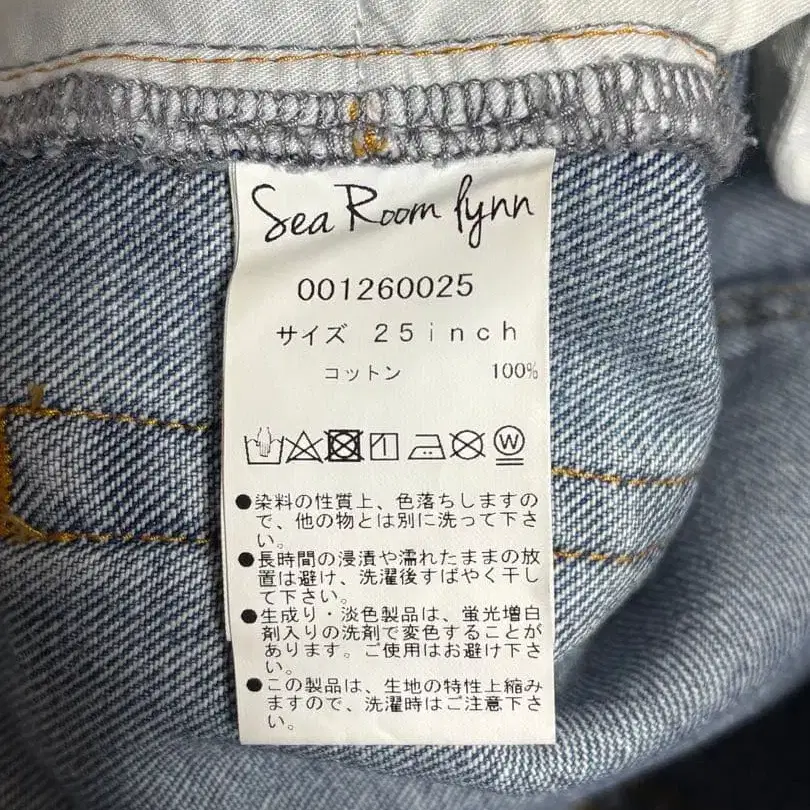 Sea Room lynn
001260025
サイズ 25inch
コットン 100%
W
●染料の性質上、色落ちしますの
で、他の物とは別に洗って下さ
い。
●長時間の浸漬や濡れたままの放
置は避け、洗濯後すばやく干し
て下さい。
●生成り・淡色製品は、蛍光増白
剤入りの洗剤で変色することが
あります。ご使用はお避け下さ
い。
●この製品は、生地の特性上縮み
ますので、洗濯時はご注意下さ
い。